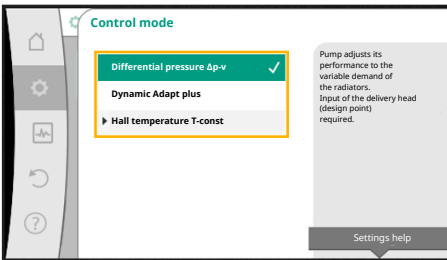 Control mode
Differential pressure Δp-v
Dynamic Adapt plus
Hall temperature T-const
Pump adjusts its
performance to the
variable demand of
the radiators.
Input of the delivery head
(design point)
required.
Settings help